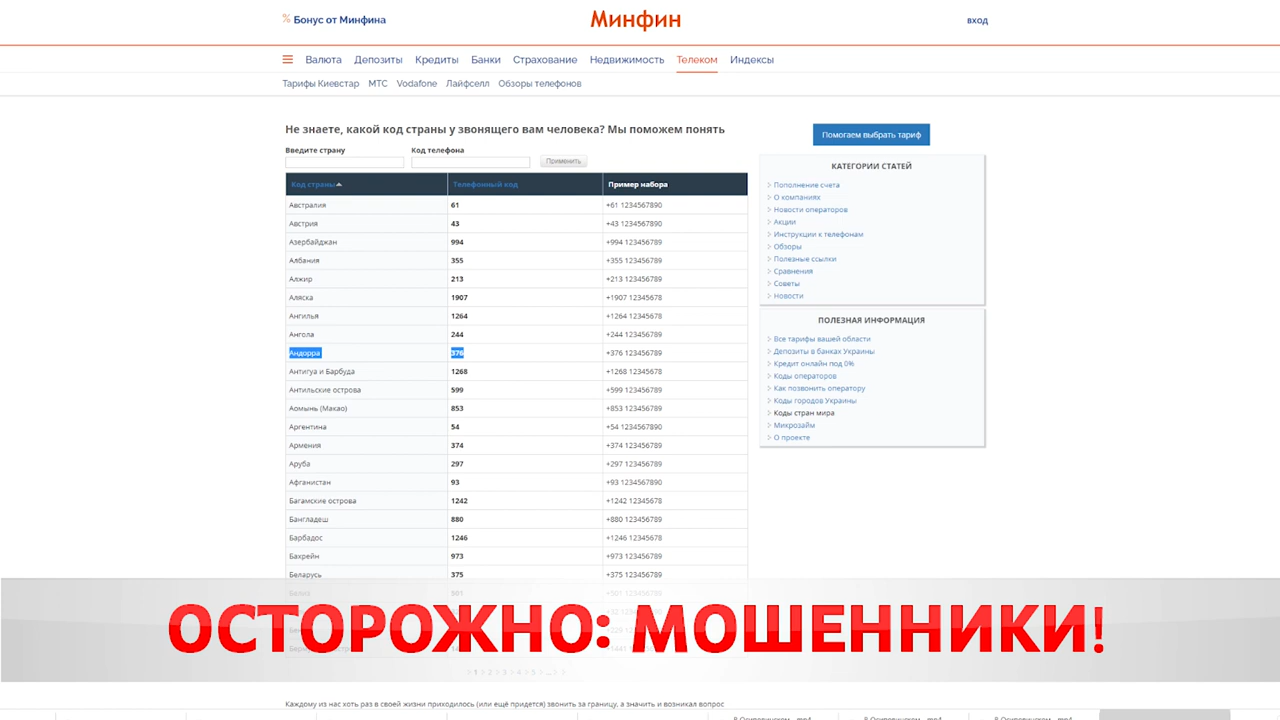 Бонус от Минфина
Минфин
вход
Валюта Депозиты Кредиты Банки Страхование Недвижимость Телеком Индексы
Тарифы Киевстар МТС Vodafone Лайфселл Обзоры телефонов
Не знаете, какой код страны у звонящего вам человека? Мы поможем понять
Помогаем выбрать тариф
Введите страну Код телефона
Применить
Код страны Телефонный код Пример набора
Австралия 61 +61 1234567890
Австрия 43 +43 1234567890
Азербайджан 994 +994 123456789
Албания 355 +355 123456789
Алжир 213 +213 123456789
Аляска 1907 +1907 12345678
Ангилья 1264 +1264 12345678
Ангола 244 +244 123456789
Андорра 376 +376 123456789
Антигуа и Барбуда 1268 +1268 12345678
Антильские острова 599 +599 123456789
Аомынь (Макао) 853 +853 123456789
Аргентина 54 +54 1234567890
Армения 374 +374 123456789
Аруба 297 +297 123456789
Афганистан 93 +93 1234567890
Багамские острова 1242 +1242 12345678
Бангладеш 880 +880 123456789
Барбадос 1246 +1246 12345678
Бахрейн 973 +973 123456789
Беларусь 375 +375 123456789
КАТЕГОРИИ СТАТЕЙ
Пополнение счета
О компаниях
Новости операторов
Акции
Инструкции к телефонам
Обзоры
Полезные ссылки
Сравнения
Советы
Новости
ПОЛЕЗНАЯ ИНФОРМАЦИЯ
Все тарифы вашей области
Депозиты в банках Украины
Кредит онлайн под 0%
Коды операторов
Как позвонить оператору
Коды городов Украины
Коды стран мира
Микрозайм
О проекте
ОСТОРОЖНО: МОШЕННИКИ!
Каждому из нас хоть раз в своей жизни приходилось (или ещё придется) звонить за границу, а значит и возникал вопрос